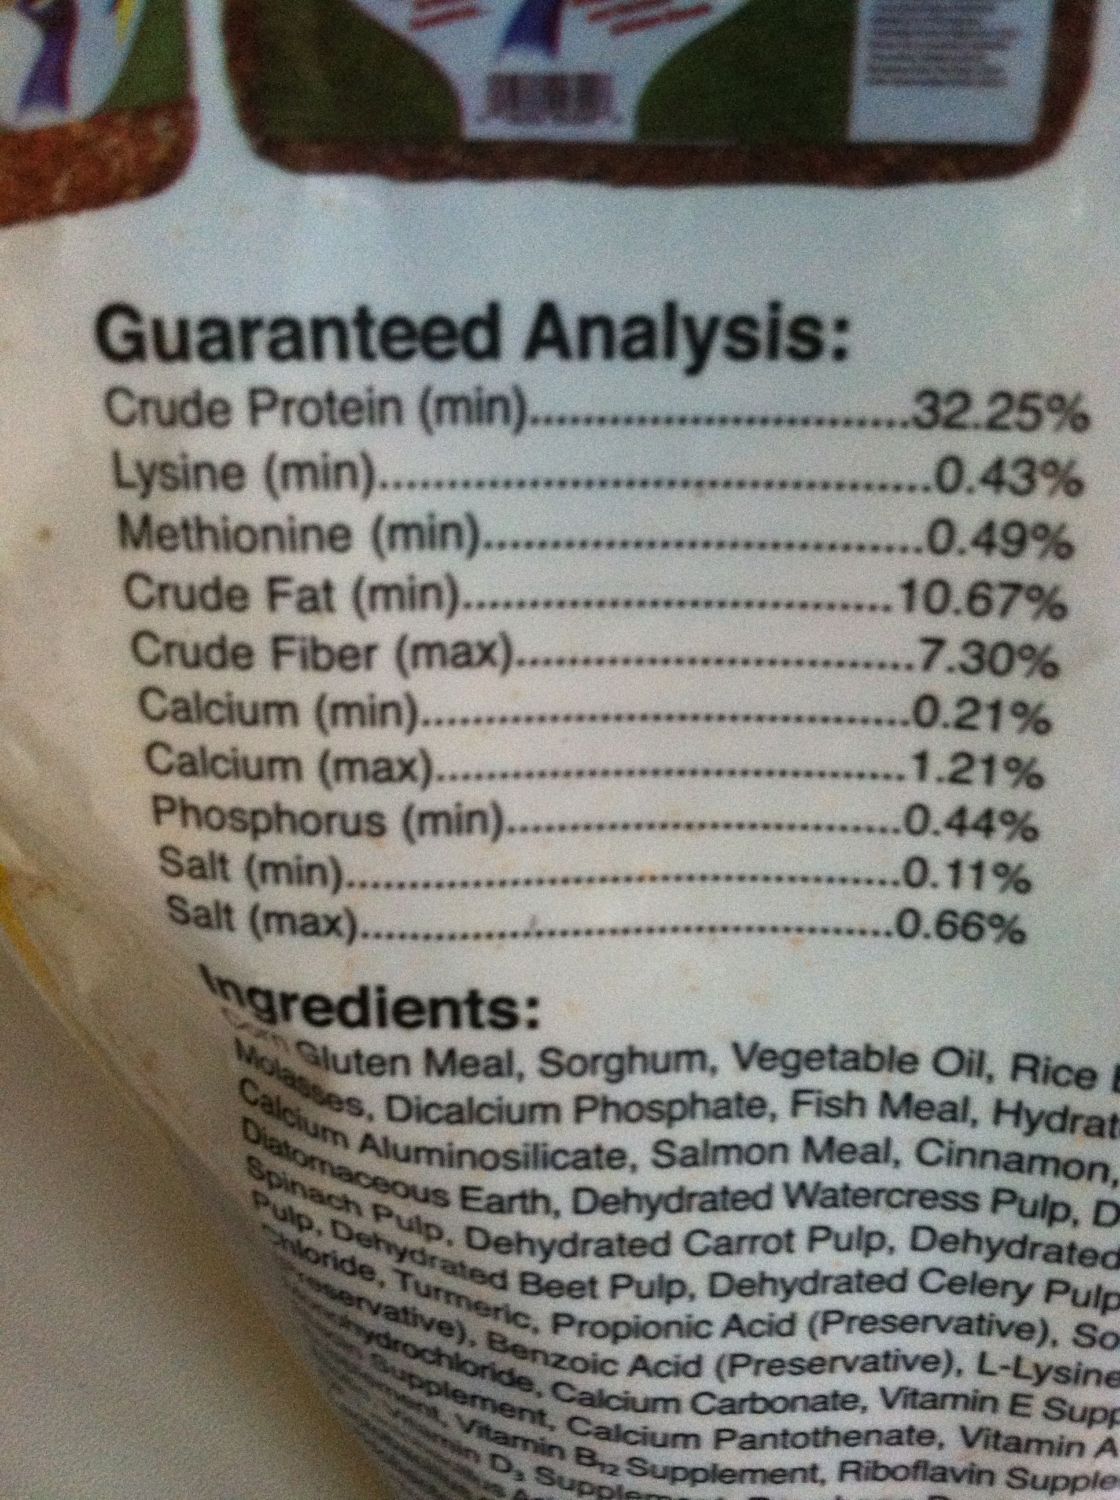 Guaranteed Analysis:
Crude Protein (min)..............................32.25%
Lysine (min)..........................................0.43%
Methionine (min)..................................0.49%
Crude Fat (min).................................10.67%
Crude Fiber (max)...............................7.30%
Calcium (min)......................................0.21%
Calcium (max).....................................1.21%
Phosphorus (min)...............................0.44%
Salt (min)............................................0.11%
Salt (max)...........................................0.66%
Ingredients:
Corn Gluten Meal, Sorghum, Vegetable Oil, Rice
Molasses, Dicalcium Phosphate, Fish Meal, Hydrat
Calcium Aluminosilicate, Salmon Meal, Cinnamon,
Diatomaceous Earth, Dehydrated Watercress Pulp, D
Spinach Pulp, Dehydrated Carrot Pulp, Dehydrated
Pulp, Dehydrated Beet Pulp, Dehydrated Celery Pulp
Chloride, Turmeric, Propionic Acid (Preservative), So
Preservative), Benzoic Acid (Preservative), L-Lysine
hydrochloride, Calcium Carbonate, Vitamin E Supp
Supplement, Calcium Pantothenate, Vitamin A
Vitamin B12 Supplement, Riboflavin Supple
Vitamin D3 Supplement